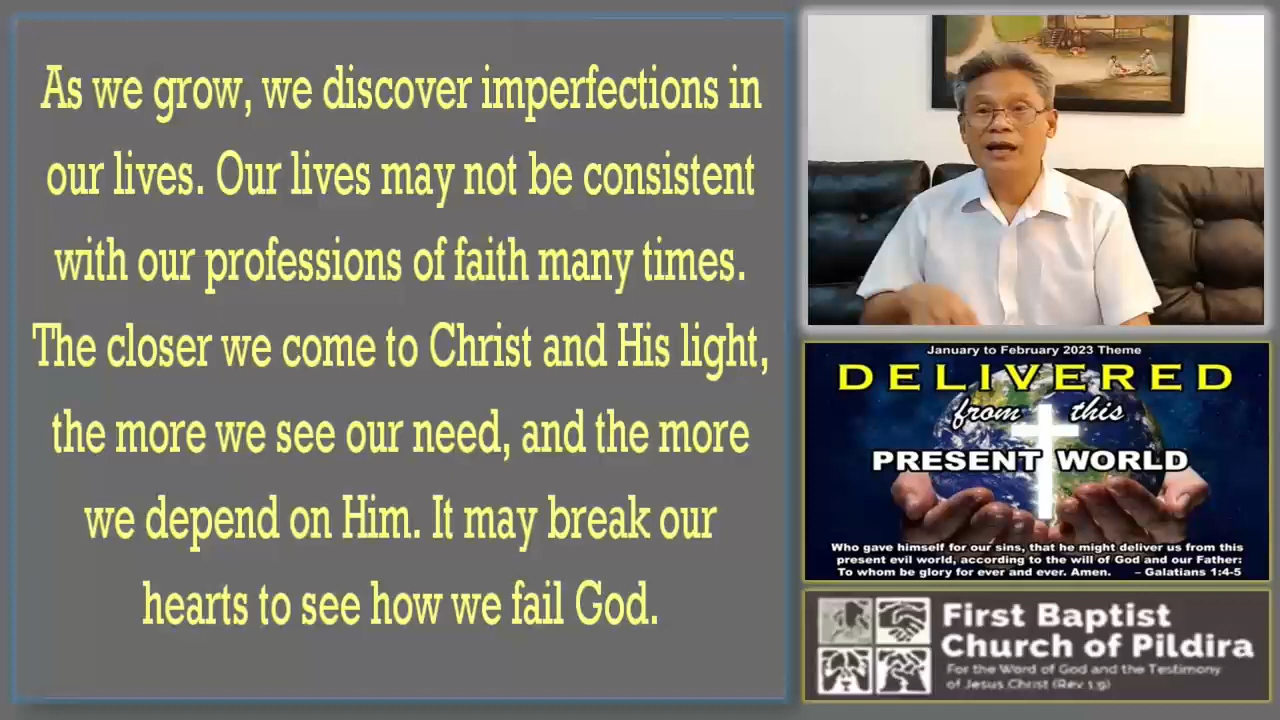 As we grow, we discover imperfections in
our lives. Our lives may not be consistent
with our professions of faith many times.
The closer we come to Christ and His light,
the more we see our need, and the more
we depend on Him. It may break our
hearts to see how we fail God.
January to February 2023 Theme
DELIVERED
from this
PRESENT WORLD
Who gave himself for our sins, that he might deliver us from this
present evil world, according to the will of God and our Father:
To whom be glory for ever and ever. Amen. – Galatians 1:4-5
First Baptist
Church of Pildira
For the Word of God and the Testimony
of Jesus Christ (Rev 1:9)